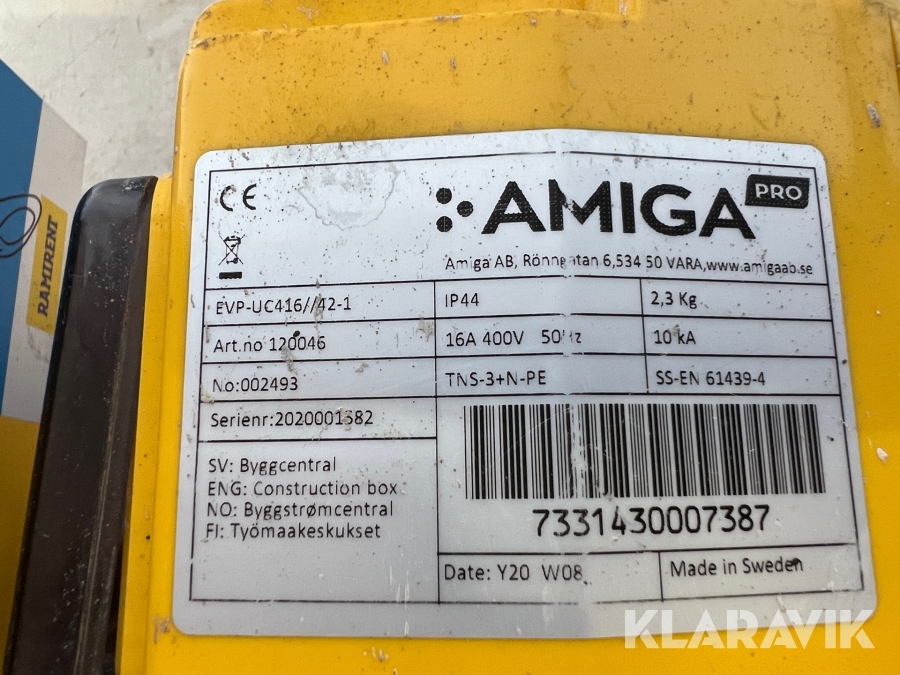 RAMIRENT
CE
AMIGA PRO
Amiga AB, Rönngatan 6,534 50 VARA,www.amigaab.se
EVP-UC416//42-1 IP44 2,3 Kg
Art.no 120046 16A 400V 50Hz 10 kA
No:002493 TNS-3+N-PE SS-EN 61439-4
Serienr:2020001582
SV: Byggcentral
ENG: Construction box
NO: Byggstrømcentral
FI: Työmaakeskukset
7331430007387
Date: Y20 W08 Made in Sweden
KLARAVIK